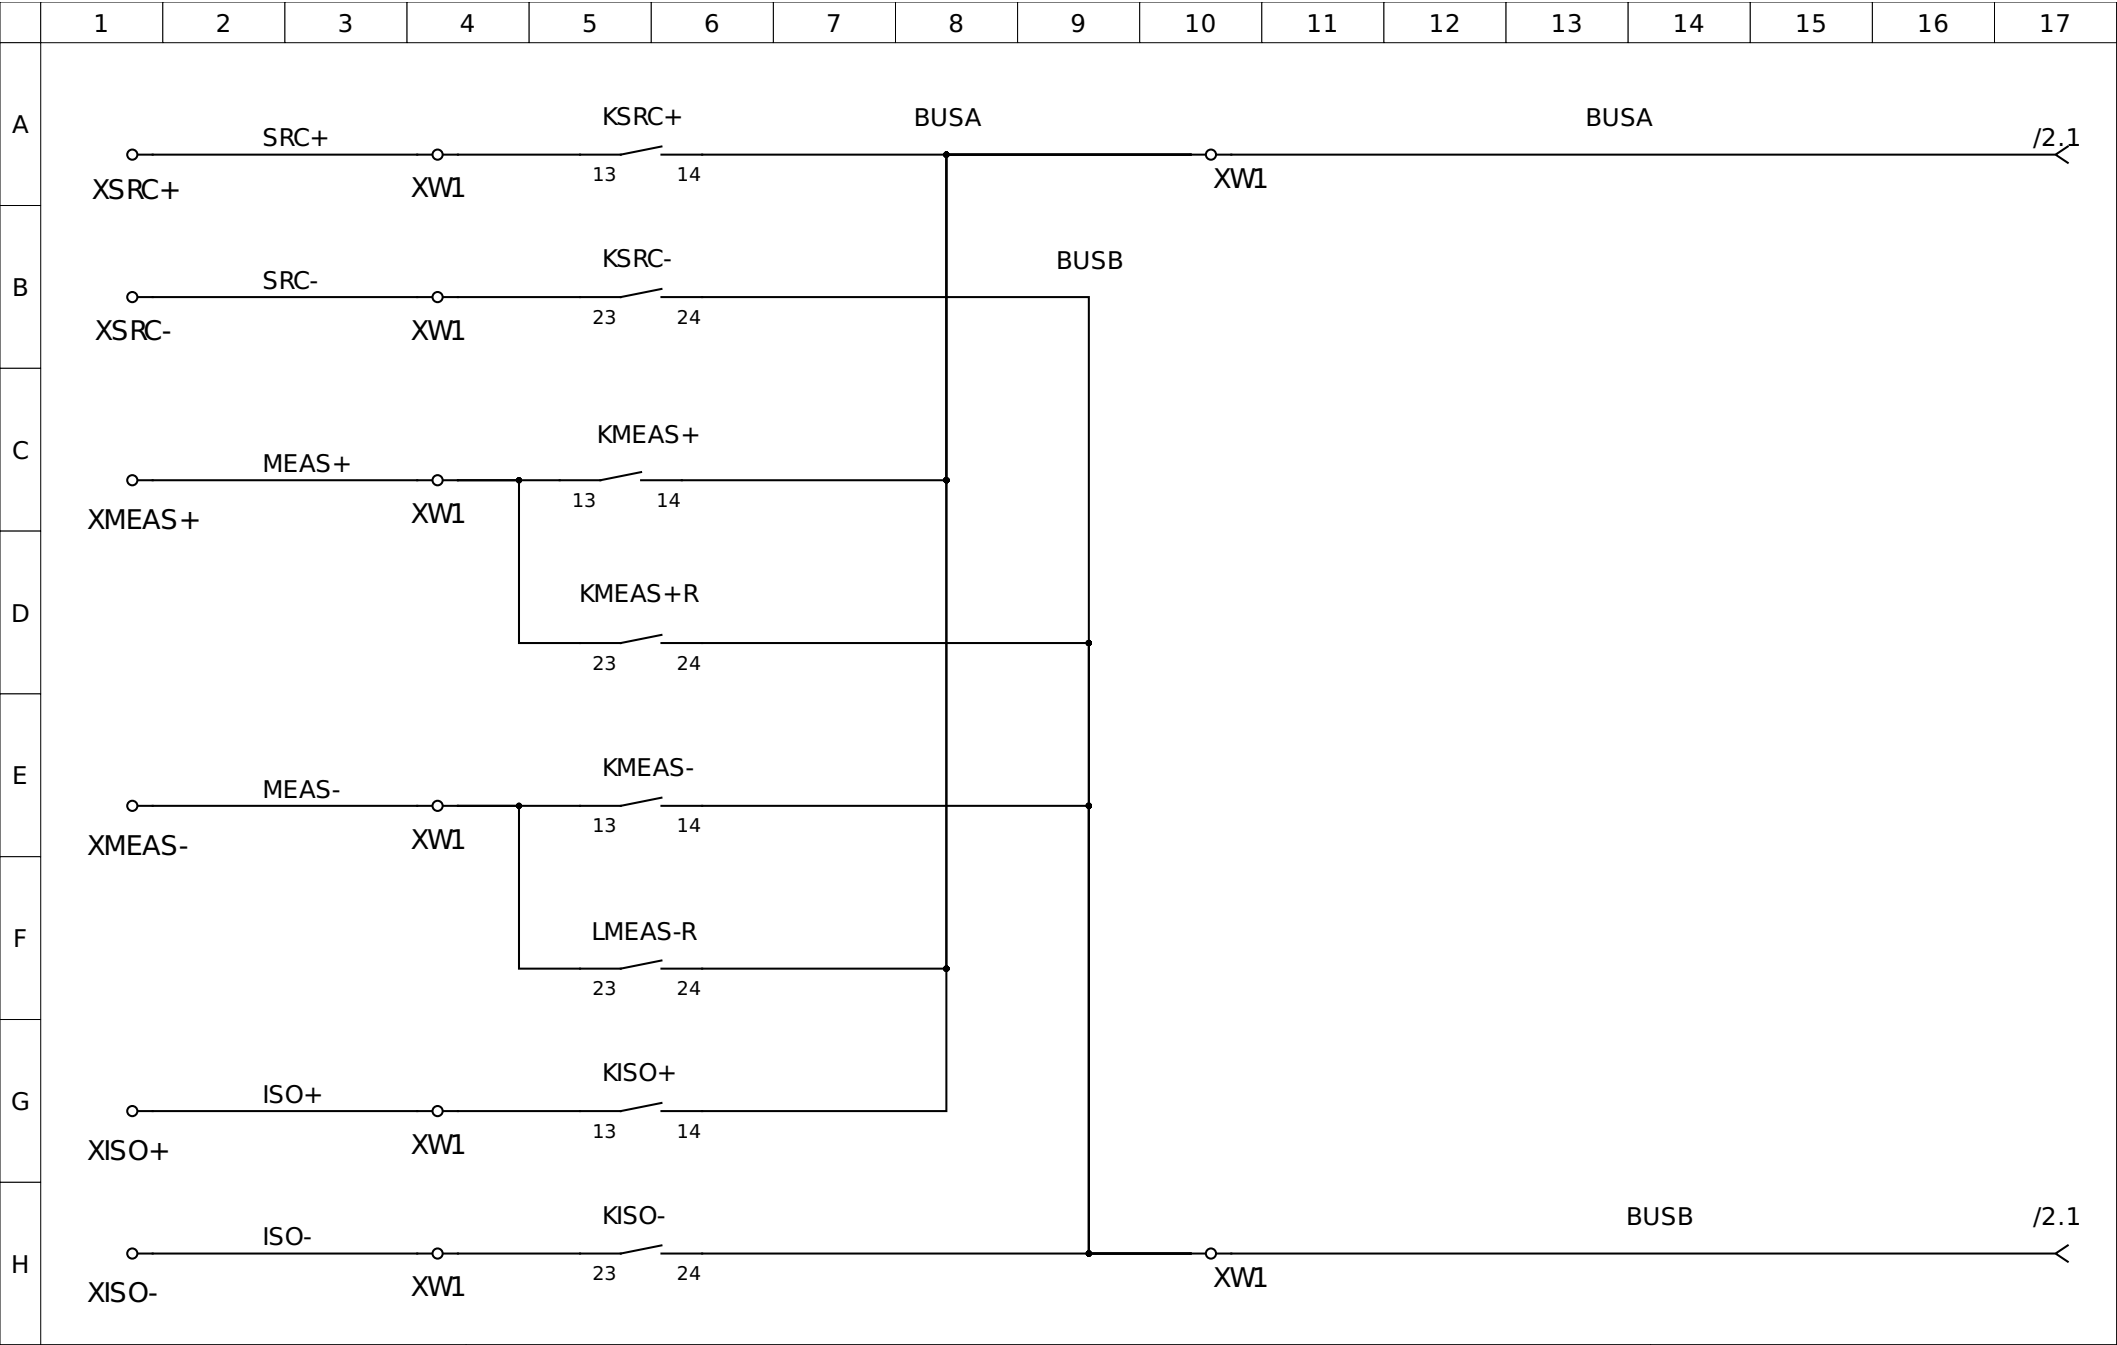 1 2 3 4 5 6 7 8 9 10 11 12 13 14 15 16 17
A
KSRC+ BUSA BUSA
SRC+ /2.1
13 14
XSRC+ XW1 XW1
B
KSRC- BUSB
SRC-
23 24
XSRC- XW1
C
KMEAS+
MEAS+
13 14
XMEAS+ XW1
D
KMEAS+R
23 24
E
KMEAS-
MEAS-
13 14
XMEAS- XW1
F
LMEAS-R
23 24
G
KISO+
ISO+
13 14
XISO+ XW1
H
KISO- BUSB /2.1
ISO-
23 24
XISO- XW1 XW1